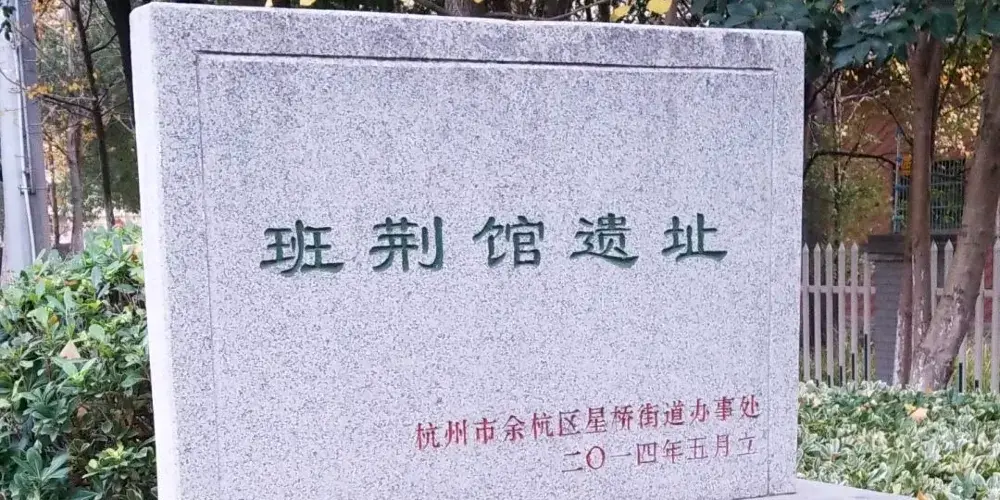 班荆馆遗址
杭州市余杭区星桥街道办事处
二〇一四年五月立